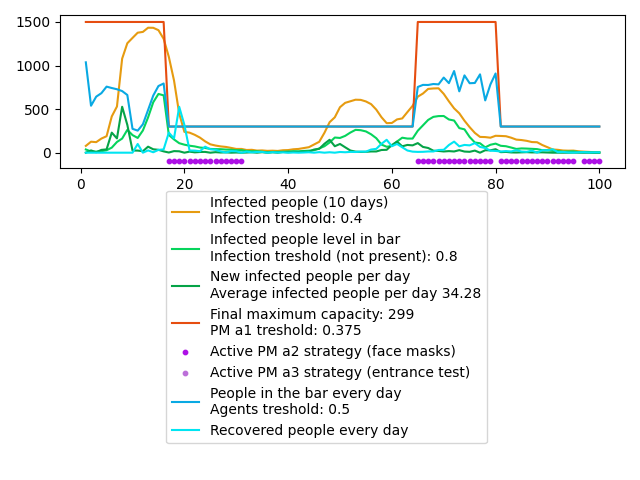 1500
1000
500
0
0 20 40 60 80 100
Infected people (10 days)
Infection treshold: 0.4
Infected people level in bar
Infection treshold (not present): 0.8
New infected people per day
Average infected people per day 34.28
Final maximum capacity: 299
PM a1 treshold: 0.375
Active PM a2 strategy (face masks)
Active PM a3 strategy (entrance test)
People in the bar every day
Agents treshold: 0.5
Recovered people every day